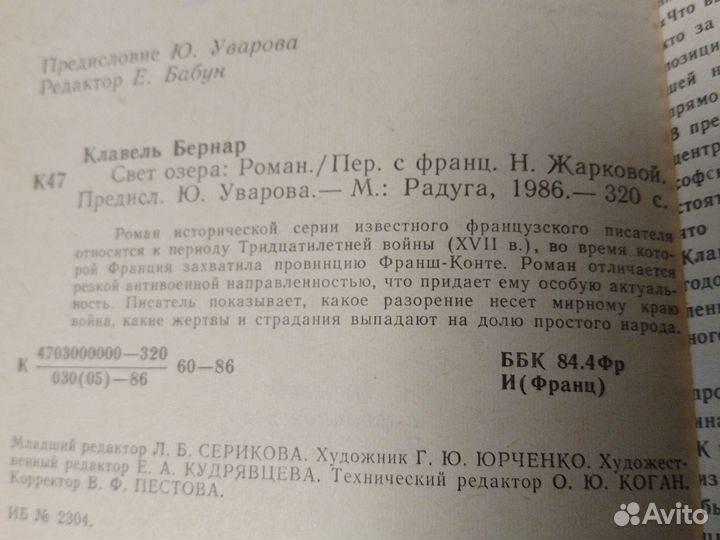 Предисловие Ю. Уварова
Редактор Е. Бабун
Клавель Бернар
К47 Свет озера: Роман./Пер. с франц. Н. Жарковой.
Предисл. Ю. Уварова.— М.: Радуга, 1986.— 320 с.
Роман исторической серии известного французского писателя
относится к периоду Тридцатилетней войны (XVII в.), во время кото-
рой Франция захватила провинцию Франш-Конте. Роман отличается
резкой антивоенной направленностью, что придает ему особую актуаль-
ность. Писатель показывает, какое разорение несет мирному краю
война, какие жертвы и страдания выпадают на долю простого народа.
К 4703000000—320 / 030(05)—86 60—86
ББК 84.4Фр
И(Франц)
Младший редактор Л. Б. СЕРИКОВА. Художник Г. Ю. ЮРЧЕНКО. Художест-
венный редактор Е. А. КУДРЯВЦЕВА. Технический редактор О. Ю. КОГАН.
Корректор В. Ф. ПЕСТОВА.
ИБ № 2304.
Avito